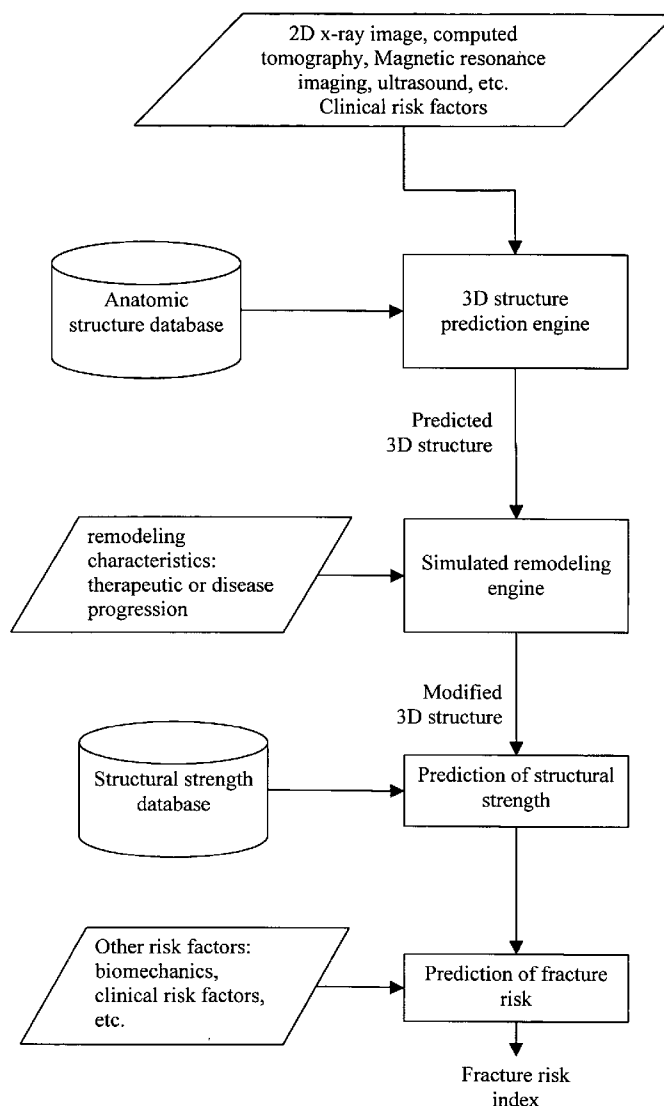 2D x-ray image, computed
tomography, Magnetic resonance
imaging, ultrasound, etc.
Clinical risk factors
Anatomic
structure database
3D structure
prediction engine
Predicted
3D structure
remodeling
characteristics:
therapeutic or disease
progression
Simulated remodeling
engine
Modified
3D structure
Structural strength
database
Prediction of structural
strength
Other risk factors:
biomechanics,
clinical risk factors,
etc.
Prediction of fracture
risk
Fracture risk
index